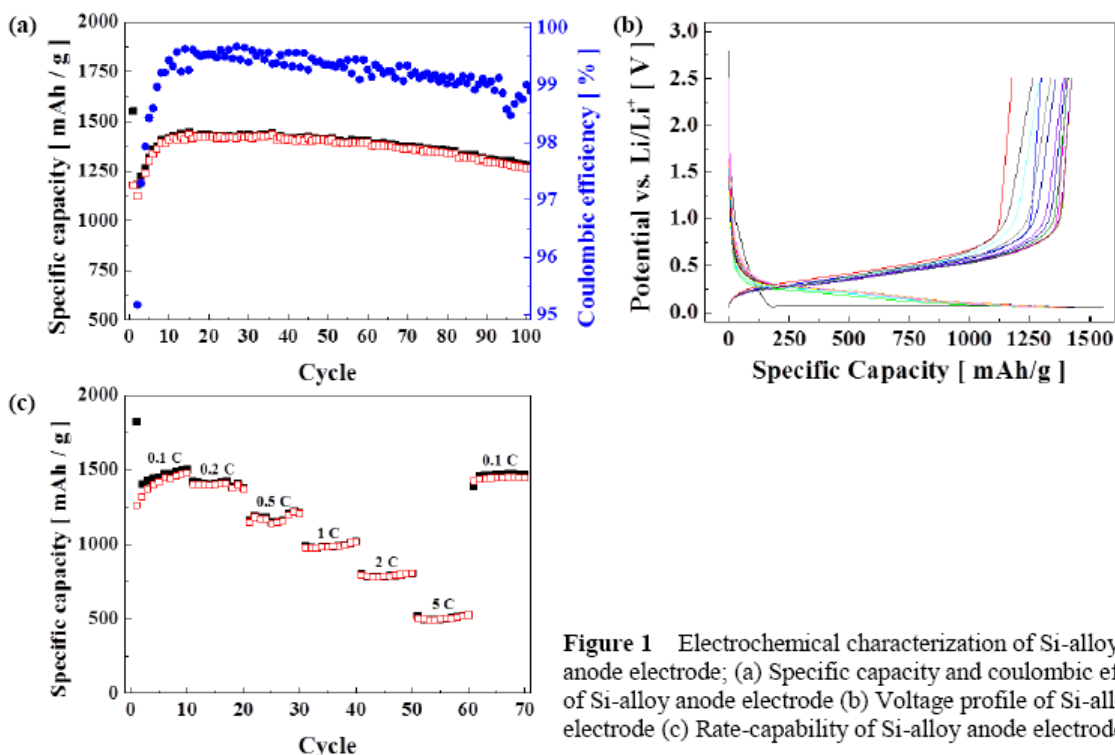 (a)
2000
1750
1500
1250
1000
750
500
0 10 20 30 40 50 60 70 80 90 100
Cycle
Specific capacity [ mAh / g ]
100
99
98
97
96
95
Coulombic efficiency [ % ]
(b)
3.0
2.5
2.0
1.5
1.0
0.5
0.0
0 250 500 750 1000 1250 1500
Specific Capacity [ mAh/g ]
Potential vs. Li/Li+ [ V ]
(c)
2000
1500
1000
500
0
0 10 20 30 40 50 60 70
Cycle
Specific capacity [ mAh / g ]
0.1 C
0.2 C
0.5 C
1 C
2 C
5 C
0.1 C
Figure 1 Electrochemical characterization of Si-alloy
anode electrode; (a) Specific capacity and coulombic ef
of Si-alloy anode electrode (b) Voltage profile of Si-all
electrode (c) Rate-capability of Si-alloy anode electrod